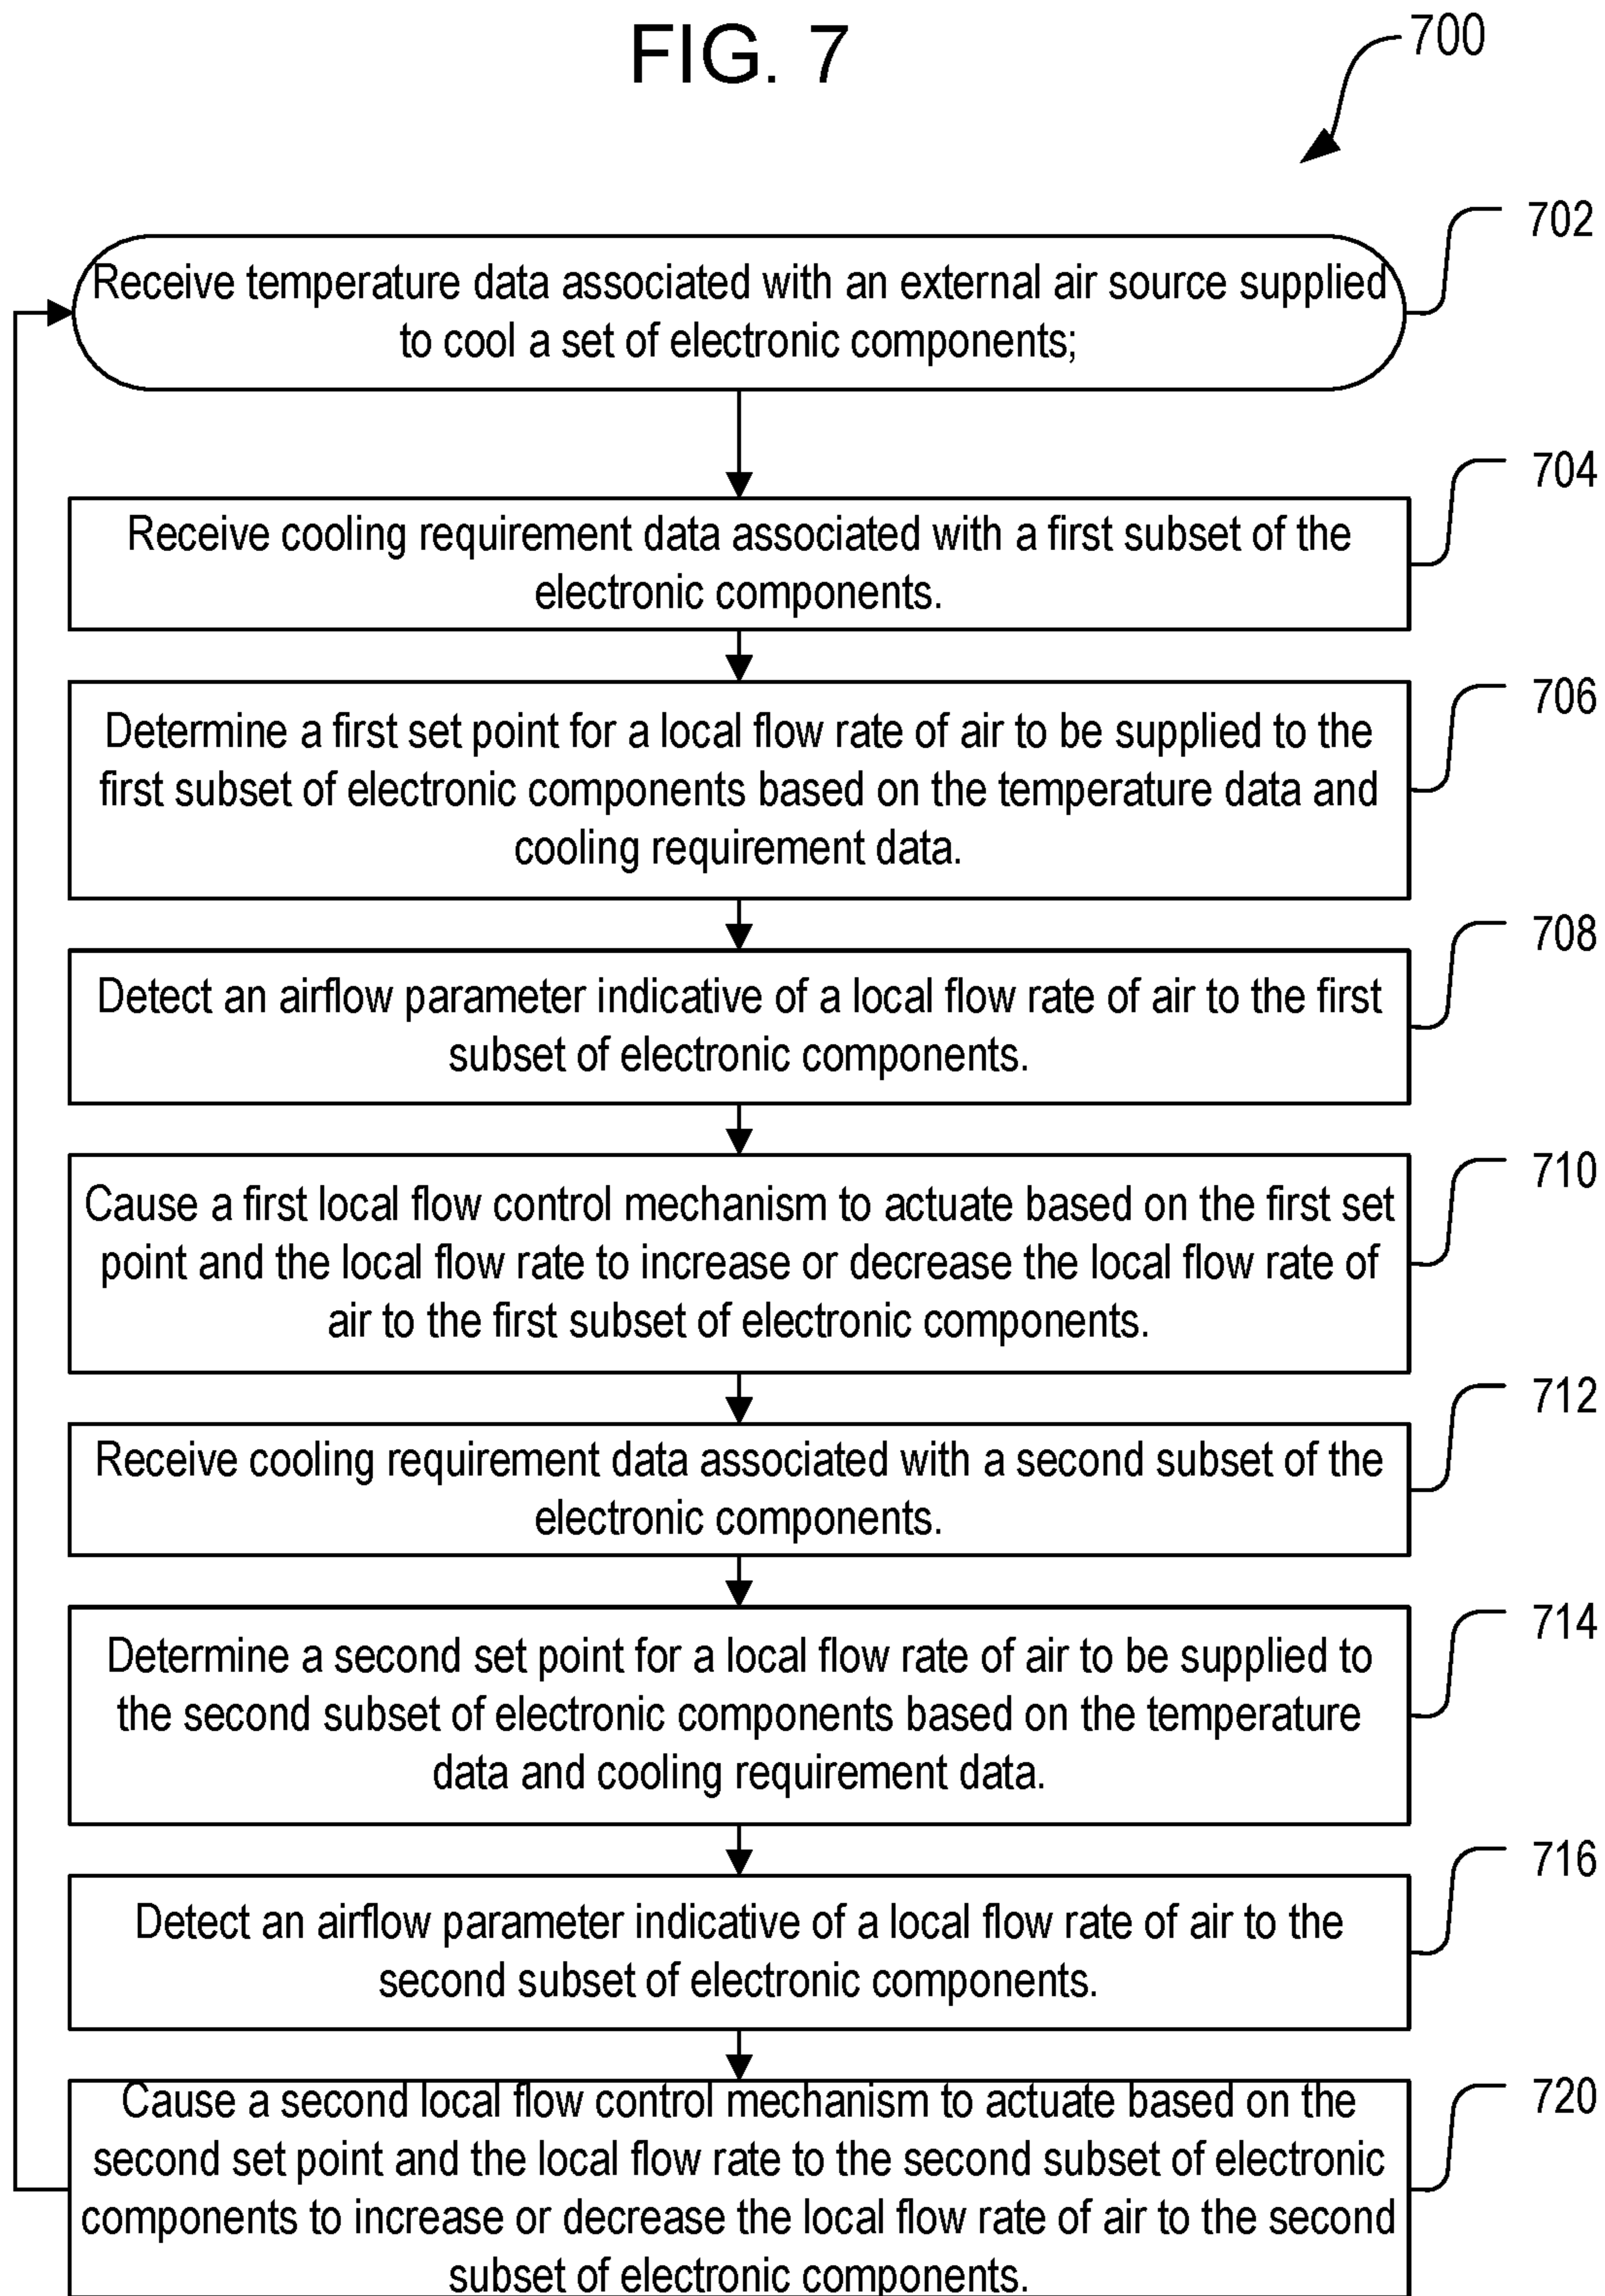 FIG. 7
700
702
Receive temperature data associated with an external air source supplied
to cool a set of electronic components;
704
Receive cooling requirement data associated with a first subset of the
electronic components.
706
Determine a first set point for a local flow rate of air to be supplied to the
first subset of electronic components based on the temperature data and
cooling requirement data.
708
Detect an airflow parameter indicative of a local flow rate of air to the first
subset of electronic components.
710
Cause a first local flow control mechanism to actuate based on the first set
point and the local flow rate to increase or decrease the local flow rate of
air to the first subset of electronic components.
712
Receive cooling requirement data associated with a second subset of the
electronic components.
714
Determine a second set point for a local flow rate of air to be supplied to
the second subset of electronic components based on the temperature
data and cooling requirement data.
716
Detect an airflow parameter indicative of a local flow rate of air to the
second subset of electronic components.
720
Cause a second local flow control mechanism to actuate based on the
second set point and the local flow rate to the second subset of electronic
components to increase or decrease the local flow rate of air to the second
subset of electronic components.